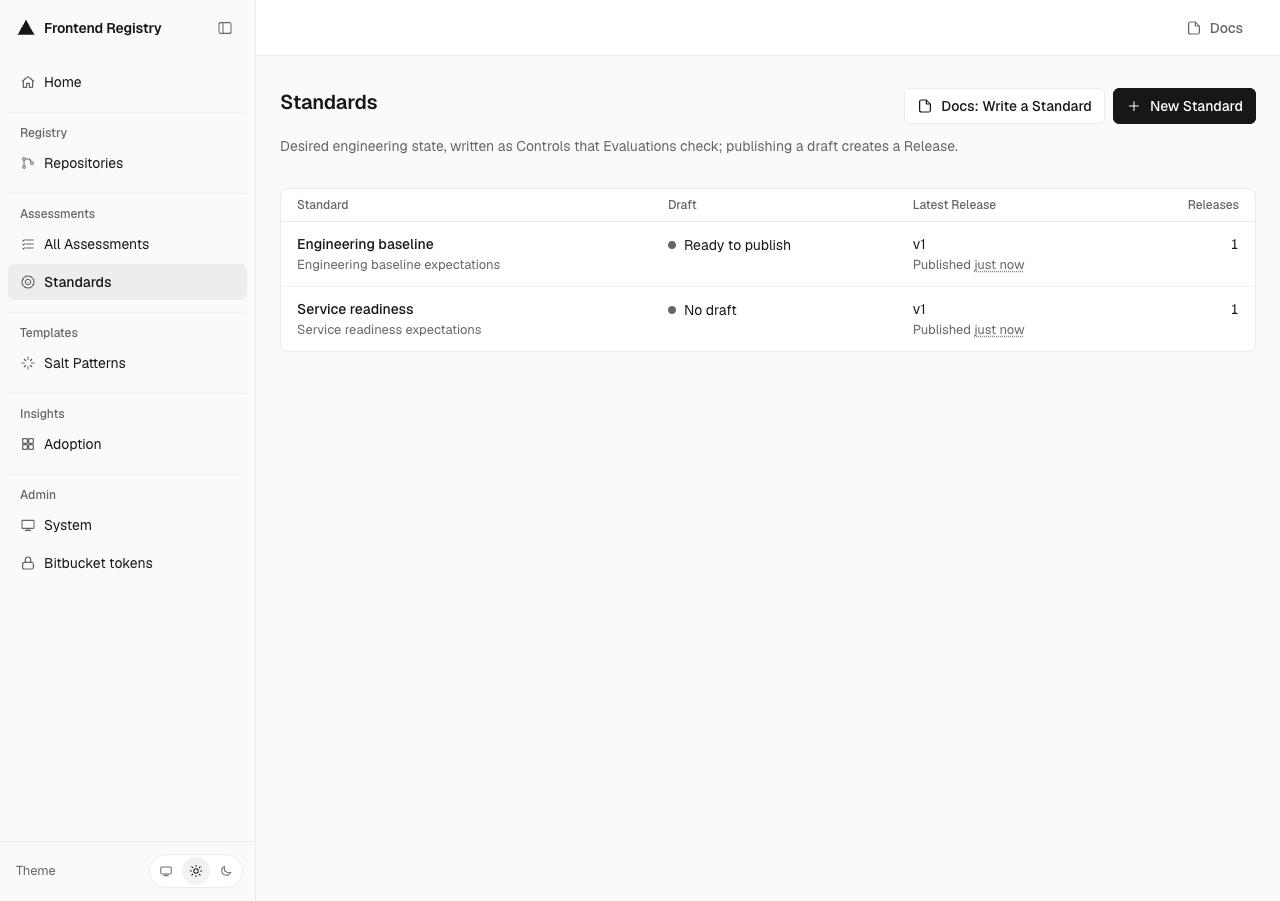 Frontend Registry
Docs
Home
Registry
Repositories
Assessments
All Assessments
Standards
Templates
Salt Patterns
Insights
Adoption
Admin
System
Bitbucket tokens
Theme
Standards
Docs: Write a Standard
New Standard
Desired engineering state, written as Controls that Evaluations check; publishing a draft creates a Release.
Standard Draft Latest Release Releases
Engineering baseline Ready to publish v1 1
Engineering baseline expectations Published just now
Service readiness No draft v1 1
Service readiness expectations Published just now